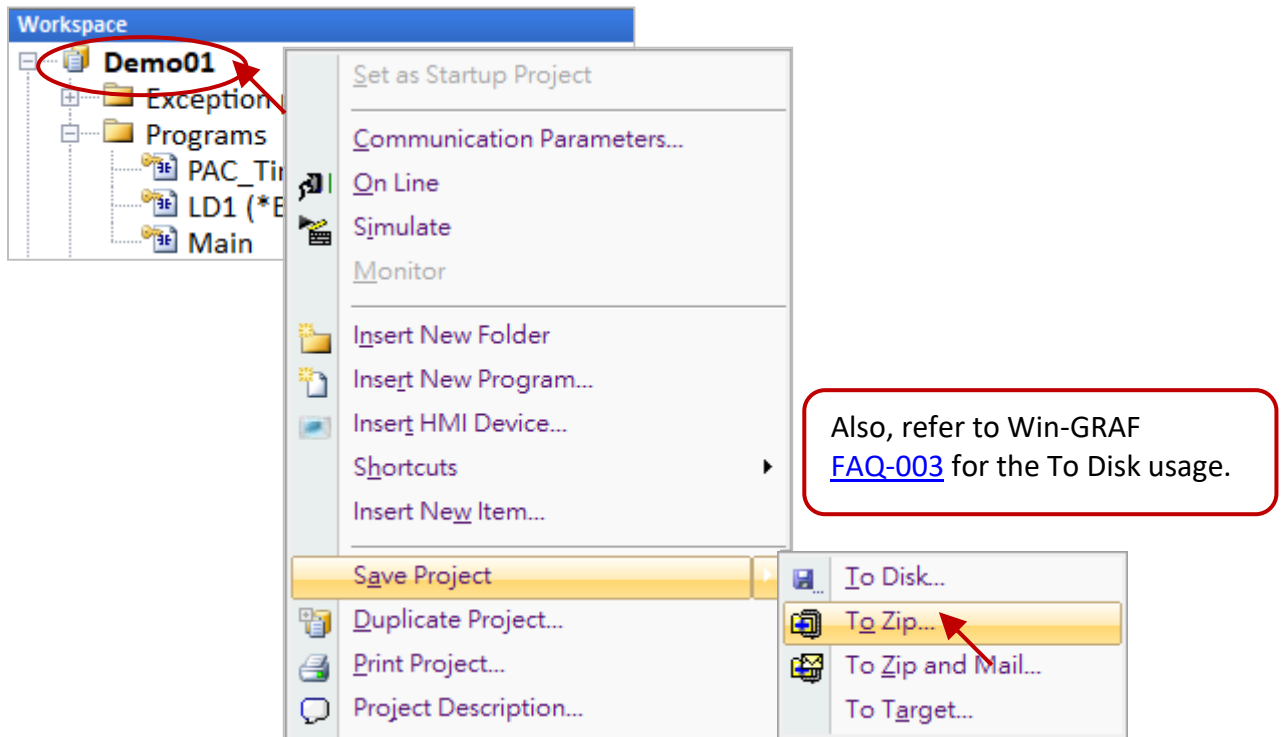 Workspace
Demo01
Exception
Programs
PAC_Tir
LD1 (*E
Main
Set as Startup Project
Communication Parameters...
On Line
Simulate
Monitor
Insert New Folder
Insert New Program...
Insert HMI Device...
Shortcuts
Insert New Item...
Save Project
Duplicate Project...
Print Project...
Project Description...
Also, refer to Win-GRAF
FAQ-003 for the To Disk usage.
To Disk...
To Zip...
To Zip and Mail...
To Target...